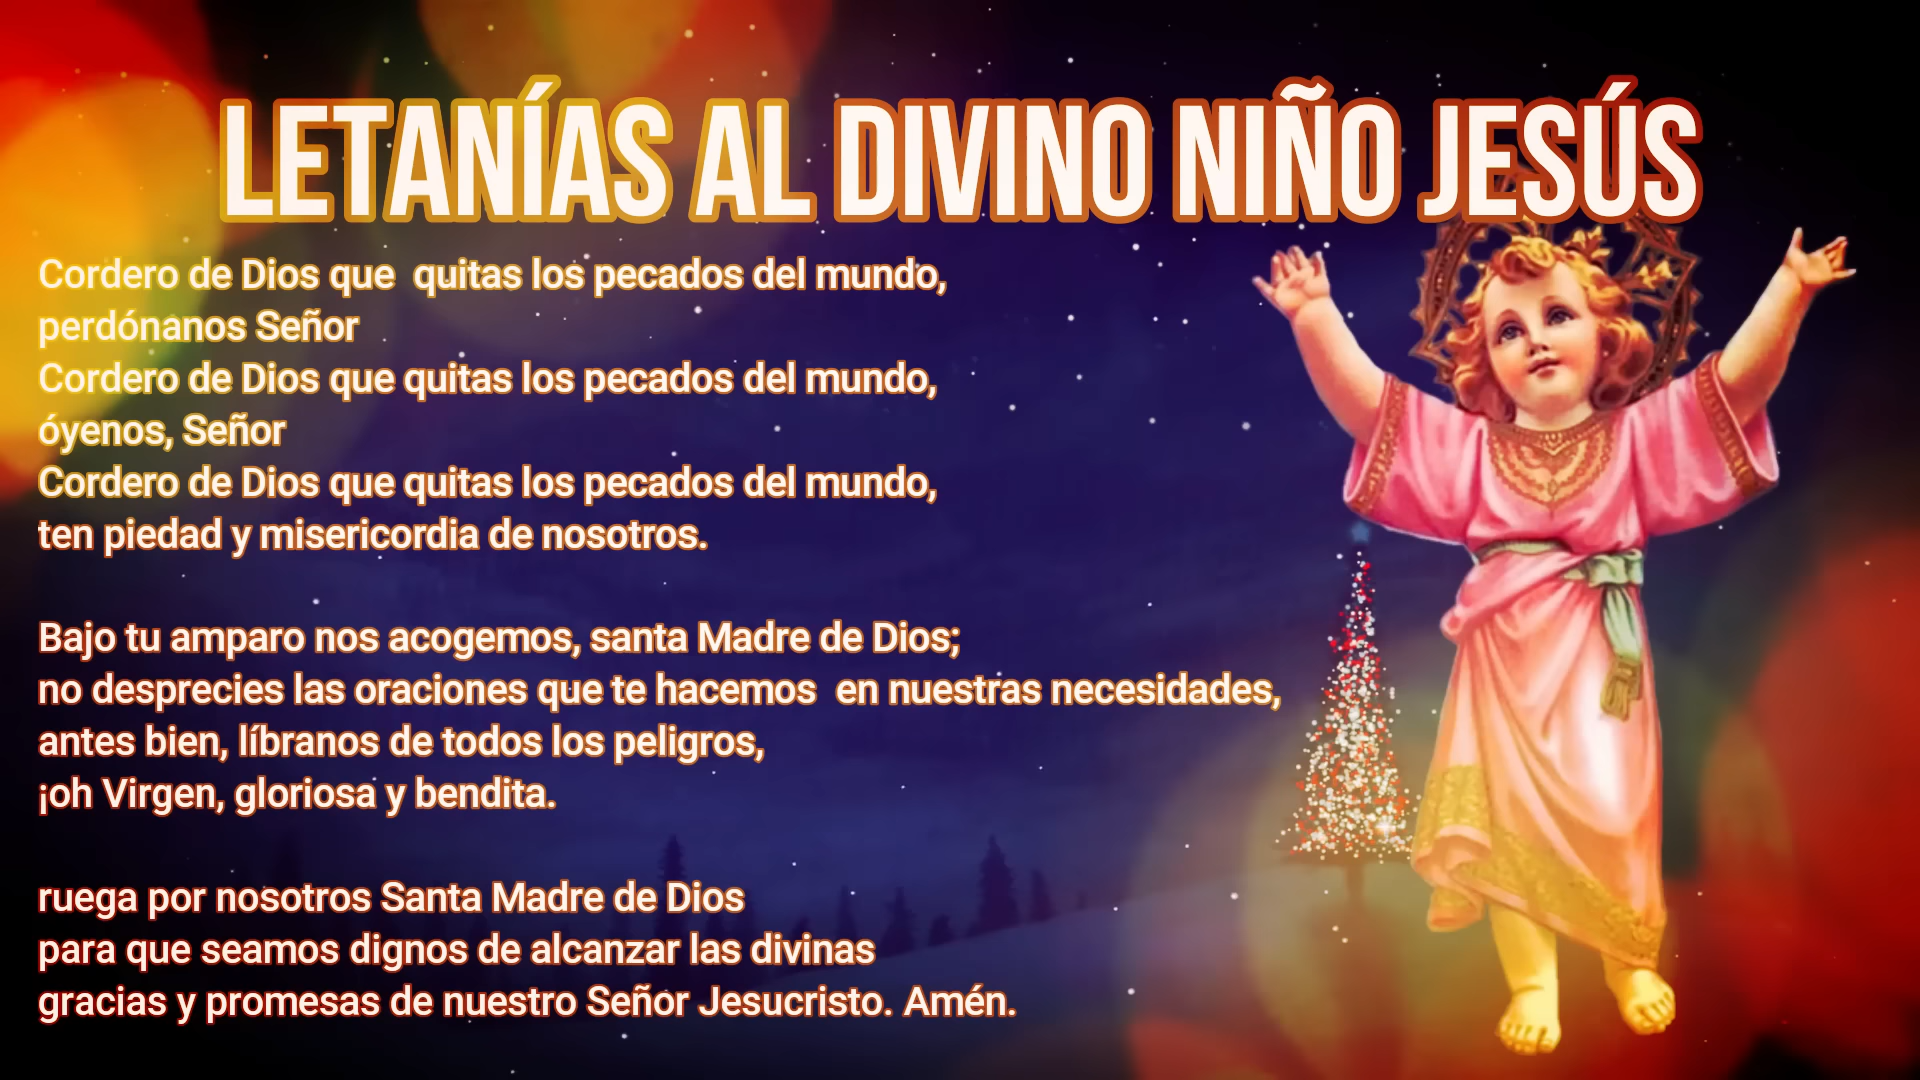 LETANÍAS AL DIVINO NIÑO JESÚS
Cordero de Dios que  quitas los pecados del mundo,
perdónanos Señor
Cordero de Dios que quitas los pecados del mundo,
óyenos, Señor
Cordero de Dios que quitas los pecados del mundo,
ten piedad y misericordia de nosotros.
Bajo tu amparo nos acogemos, santa Madre de Dios;
no desprecies las oraciones que te hacemos  en nuestras necesidades,
antes bien, líbranos de todos los peligros,
¡oh Virgen, gloriosa y bendita.
ruega por nosotros Santa Madre de Dios
para que seamos dignos de alcanzar las divinas
gracias y promesas de nuestro Señor Jesucristo. Amén.